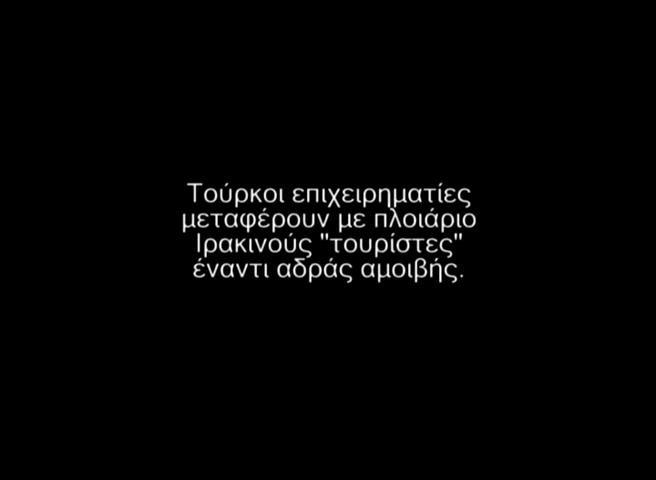 Τούρκοι επιχειρηματίες
μεταφέρουν με πλοιάριο
Ιρακινούς "τουρίστες"
έναντι αδράς αμοιβής.